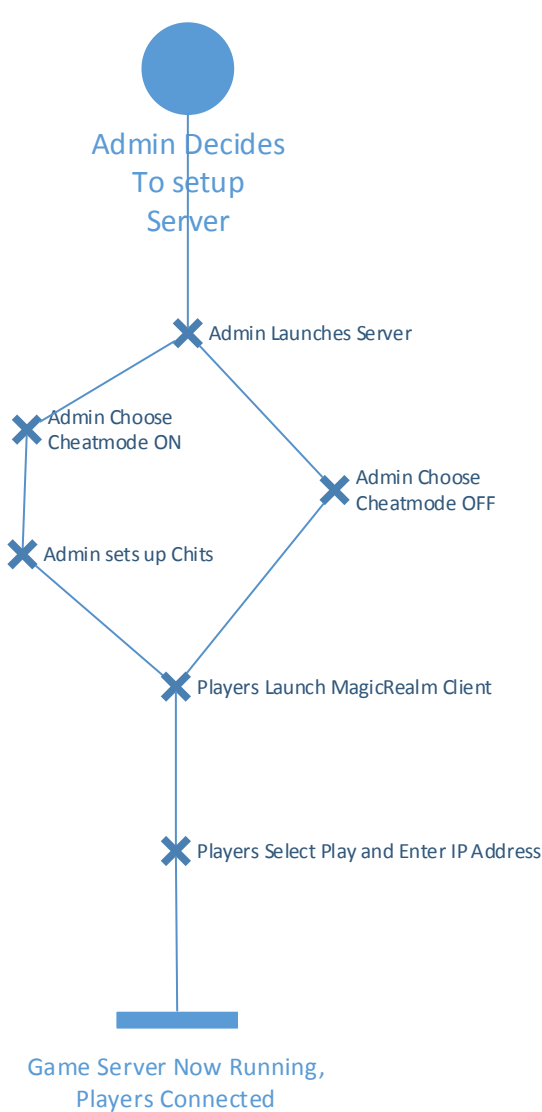 Admin Decides
To setup
Server
Admin Launches Server
Admin Choose
Cheatmode ON
Admin Choose
Cheatmode OFF
Admin sets up Chits
Players Launch MagicRealm Client
Players Select Play and Enter IP Address
Game Server Now Running,
Players Connected